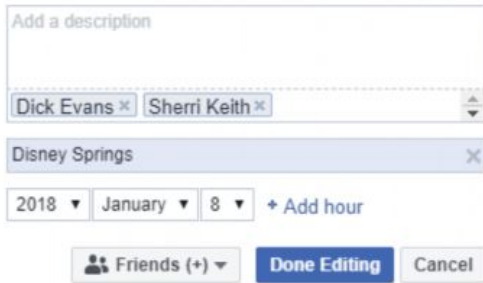 Add a description
Dick Evans × Sherri Keith ×
Disney Springs ×
2018 ▼ January ▼ 8 ▼ + Add hour
Friends (+) ▼ Done Editing Cancel